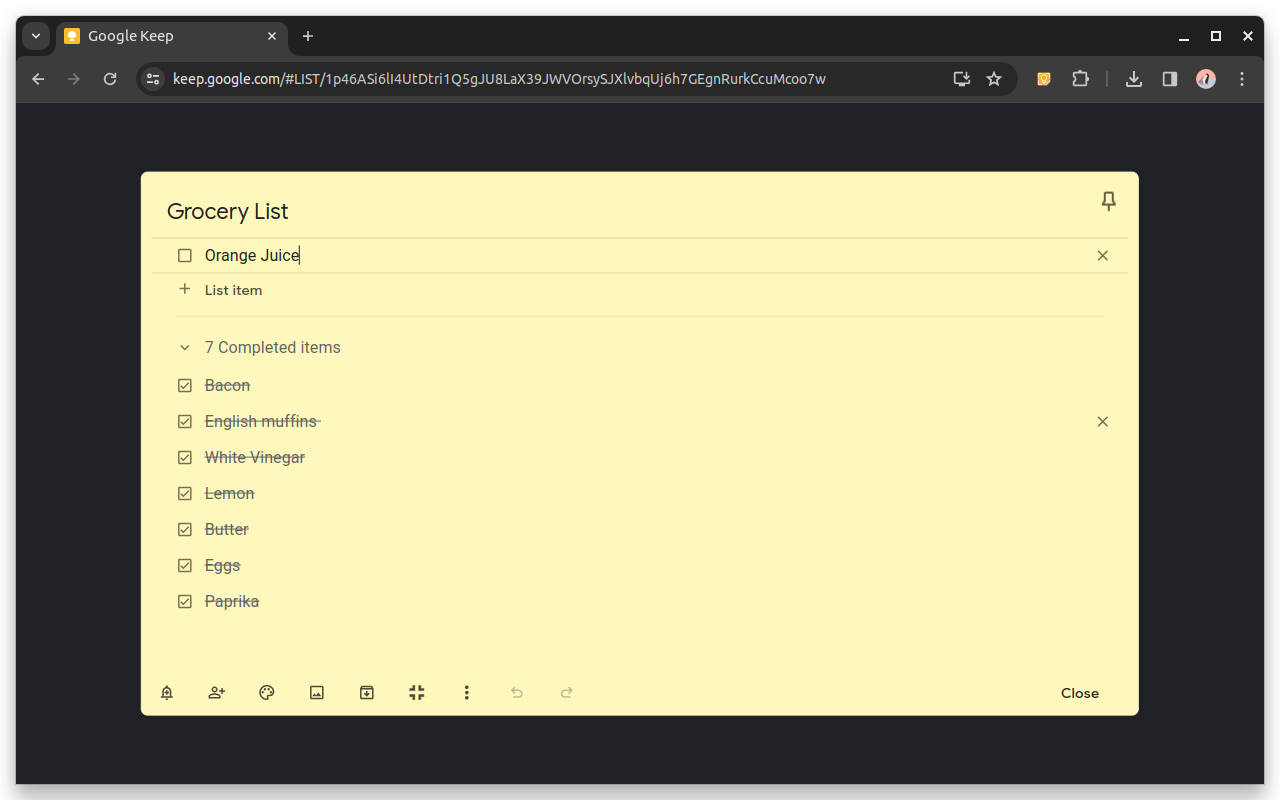 Google Keep
keep.google.com/#LIST/1p46ASi6lI4UtDtri1Q5gJU8LaX39JWVOrsySJXlvbqUj6h7GEgnRurkCcuMcoo7w
Grocery List
Orange Juice
List item
7 Completed items
Bacon
English muffins
White Vinegar
Lemon
Butter
Eggs
Paprika
Close